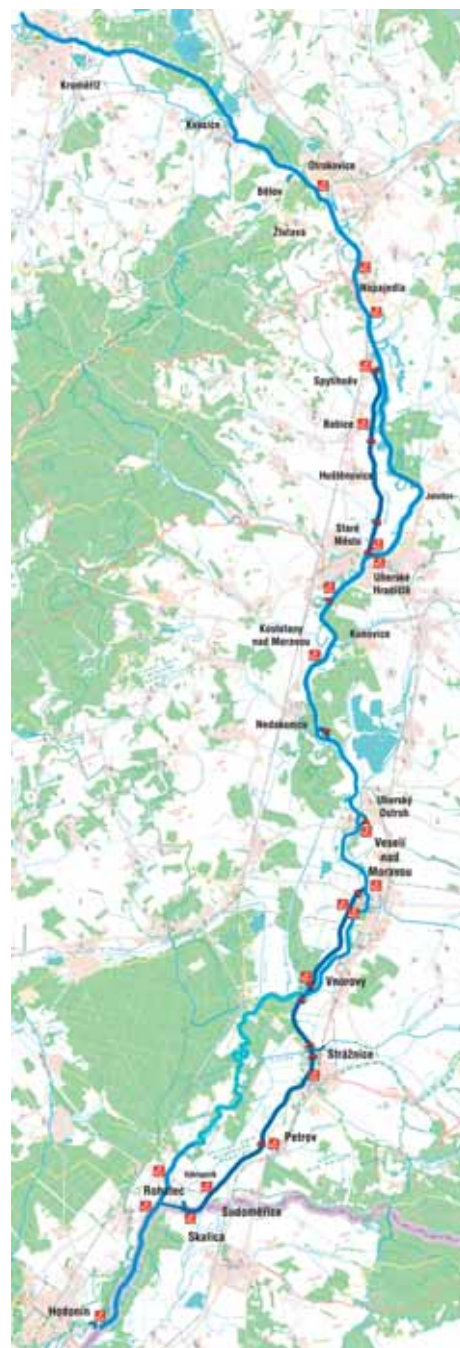 Kroměříž
Kvasice
Otrokovice
Bělov
Žlutava
Napajedla
Spytihněv
Babice
Huštěnovice
Jarošov
Staré
Město
Uherské
Hradiště
Kunovice
Kostelany
nad Moravou
Nedakonice
Uherský
Ostroh
Veselí
nad
Moravou
Vnorovy
Strážnice
Petrov
Rohatec
Sudoměřice
Skalica
Hodonín